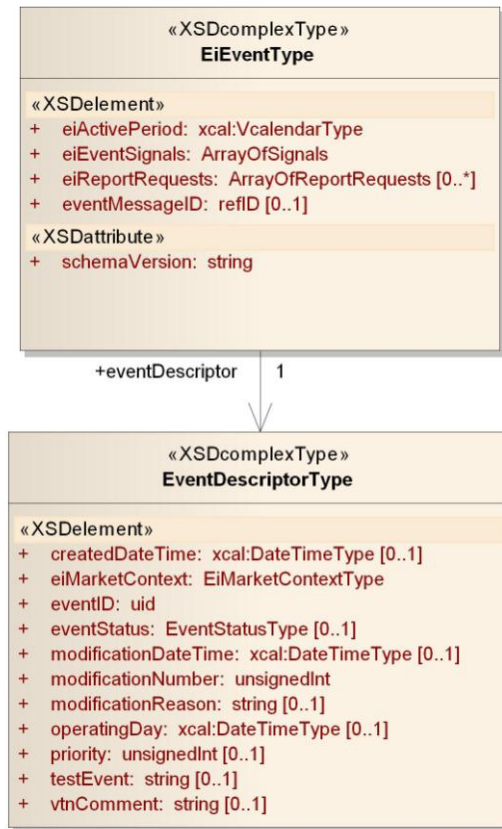 «XSDcomplexType»
EiEventType
«XSDelement»
+ eiActivePeriod: xcal:VcalendarType
+ eiEventSignals: ArrayOfSignals
+ eiReportRequests: ArrayOfReportRequests [0..*]
+ eventMessageID: refID [0..1]
«XSDattribute»
+ schemaVersion: string
+eventDescriptor 1
«XSDcomplexType»
EventDescriptorType
«XSDelement»
+ createdDateTime: xcal:DateTimeType [0..1]
+ eiMarketContext: EiMarketContextType
+ eventID: uid
+ eventStatus: EventStatusType [0..1]
+ modificationDateTime: xcal:DateTimeType [0..1]
+ modificationNumber: unsignedInt
+ modificationReason: string [0..1]
+ operatingDay: xcal:DateTimeType [0..1]
+ priority: unsignedInt [0..1]
+ testEvent: string [0..1]
+ vtnComment: string [0..1]